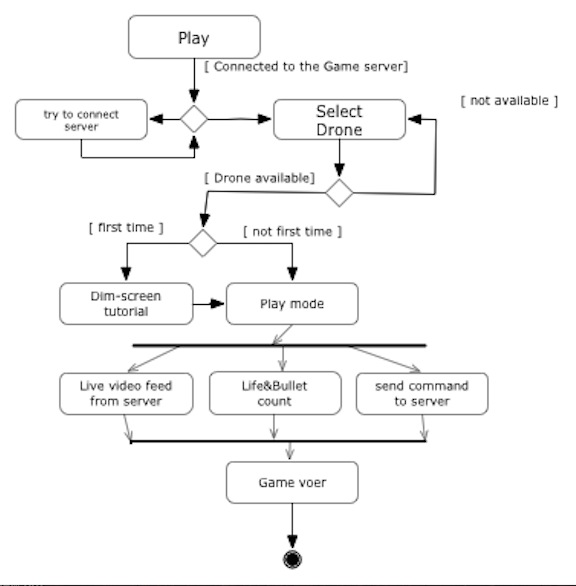 Play
[ Connected to the Game server]
try to connect
server
Select
Drone
[ not available ]
[ Drone available]
[ first time ]
[ not first time ]
Dim-screen
tutorial
Play mode
Live video feed
from server
Life&Bullet
count
send command
to server
Game voer